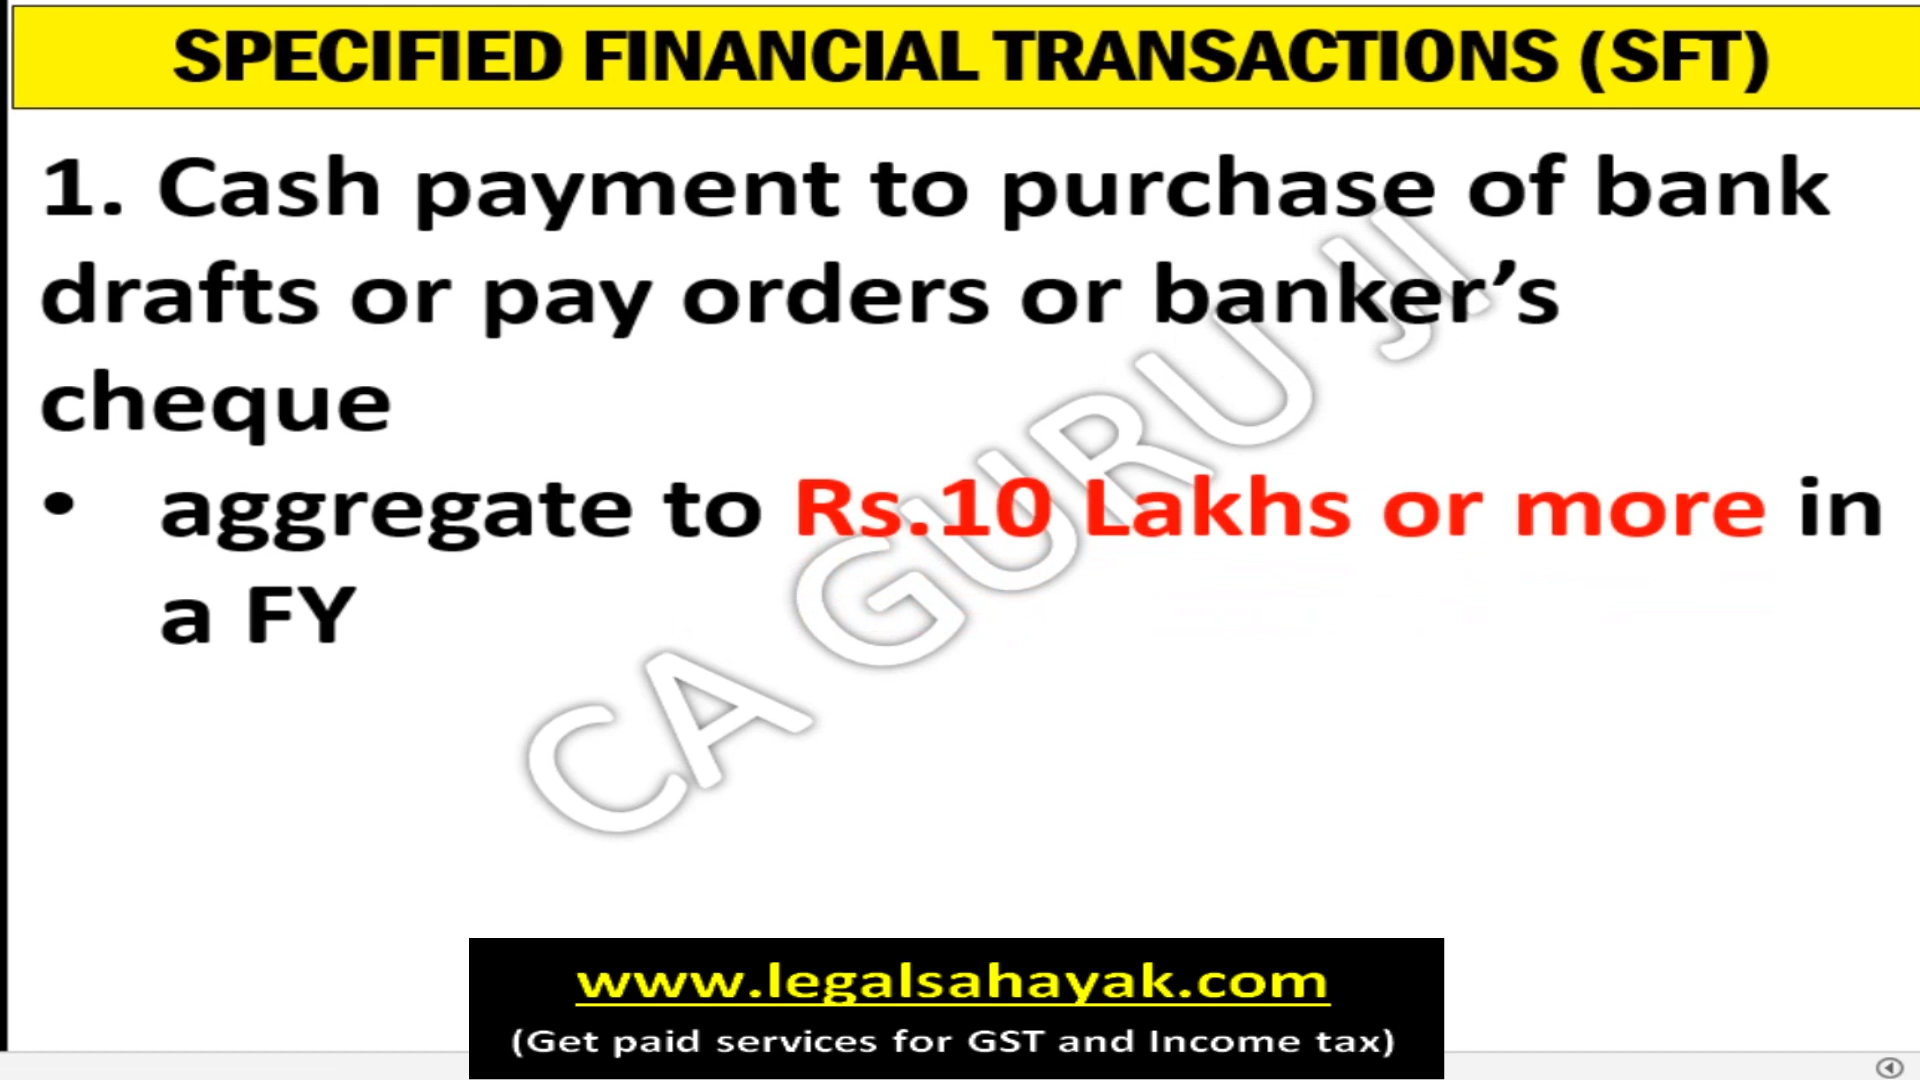 SPECIFIED FINANCIAL TRANSACTIONS (SFT)
1. Cash payment to purchase of bank
drafts or pay orders or banker’s
cheque
• aggregate to Rs.10 Lakhs or more in
a FY
CA GURU JI
www.legalsahayak.com
(Get paid services for GST and Income tax)